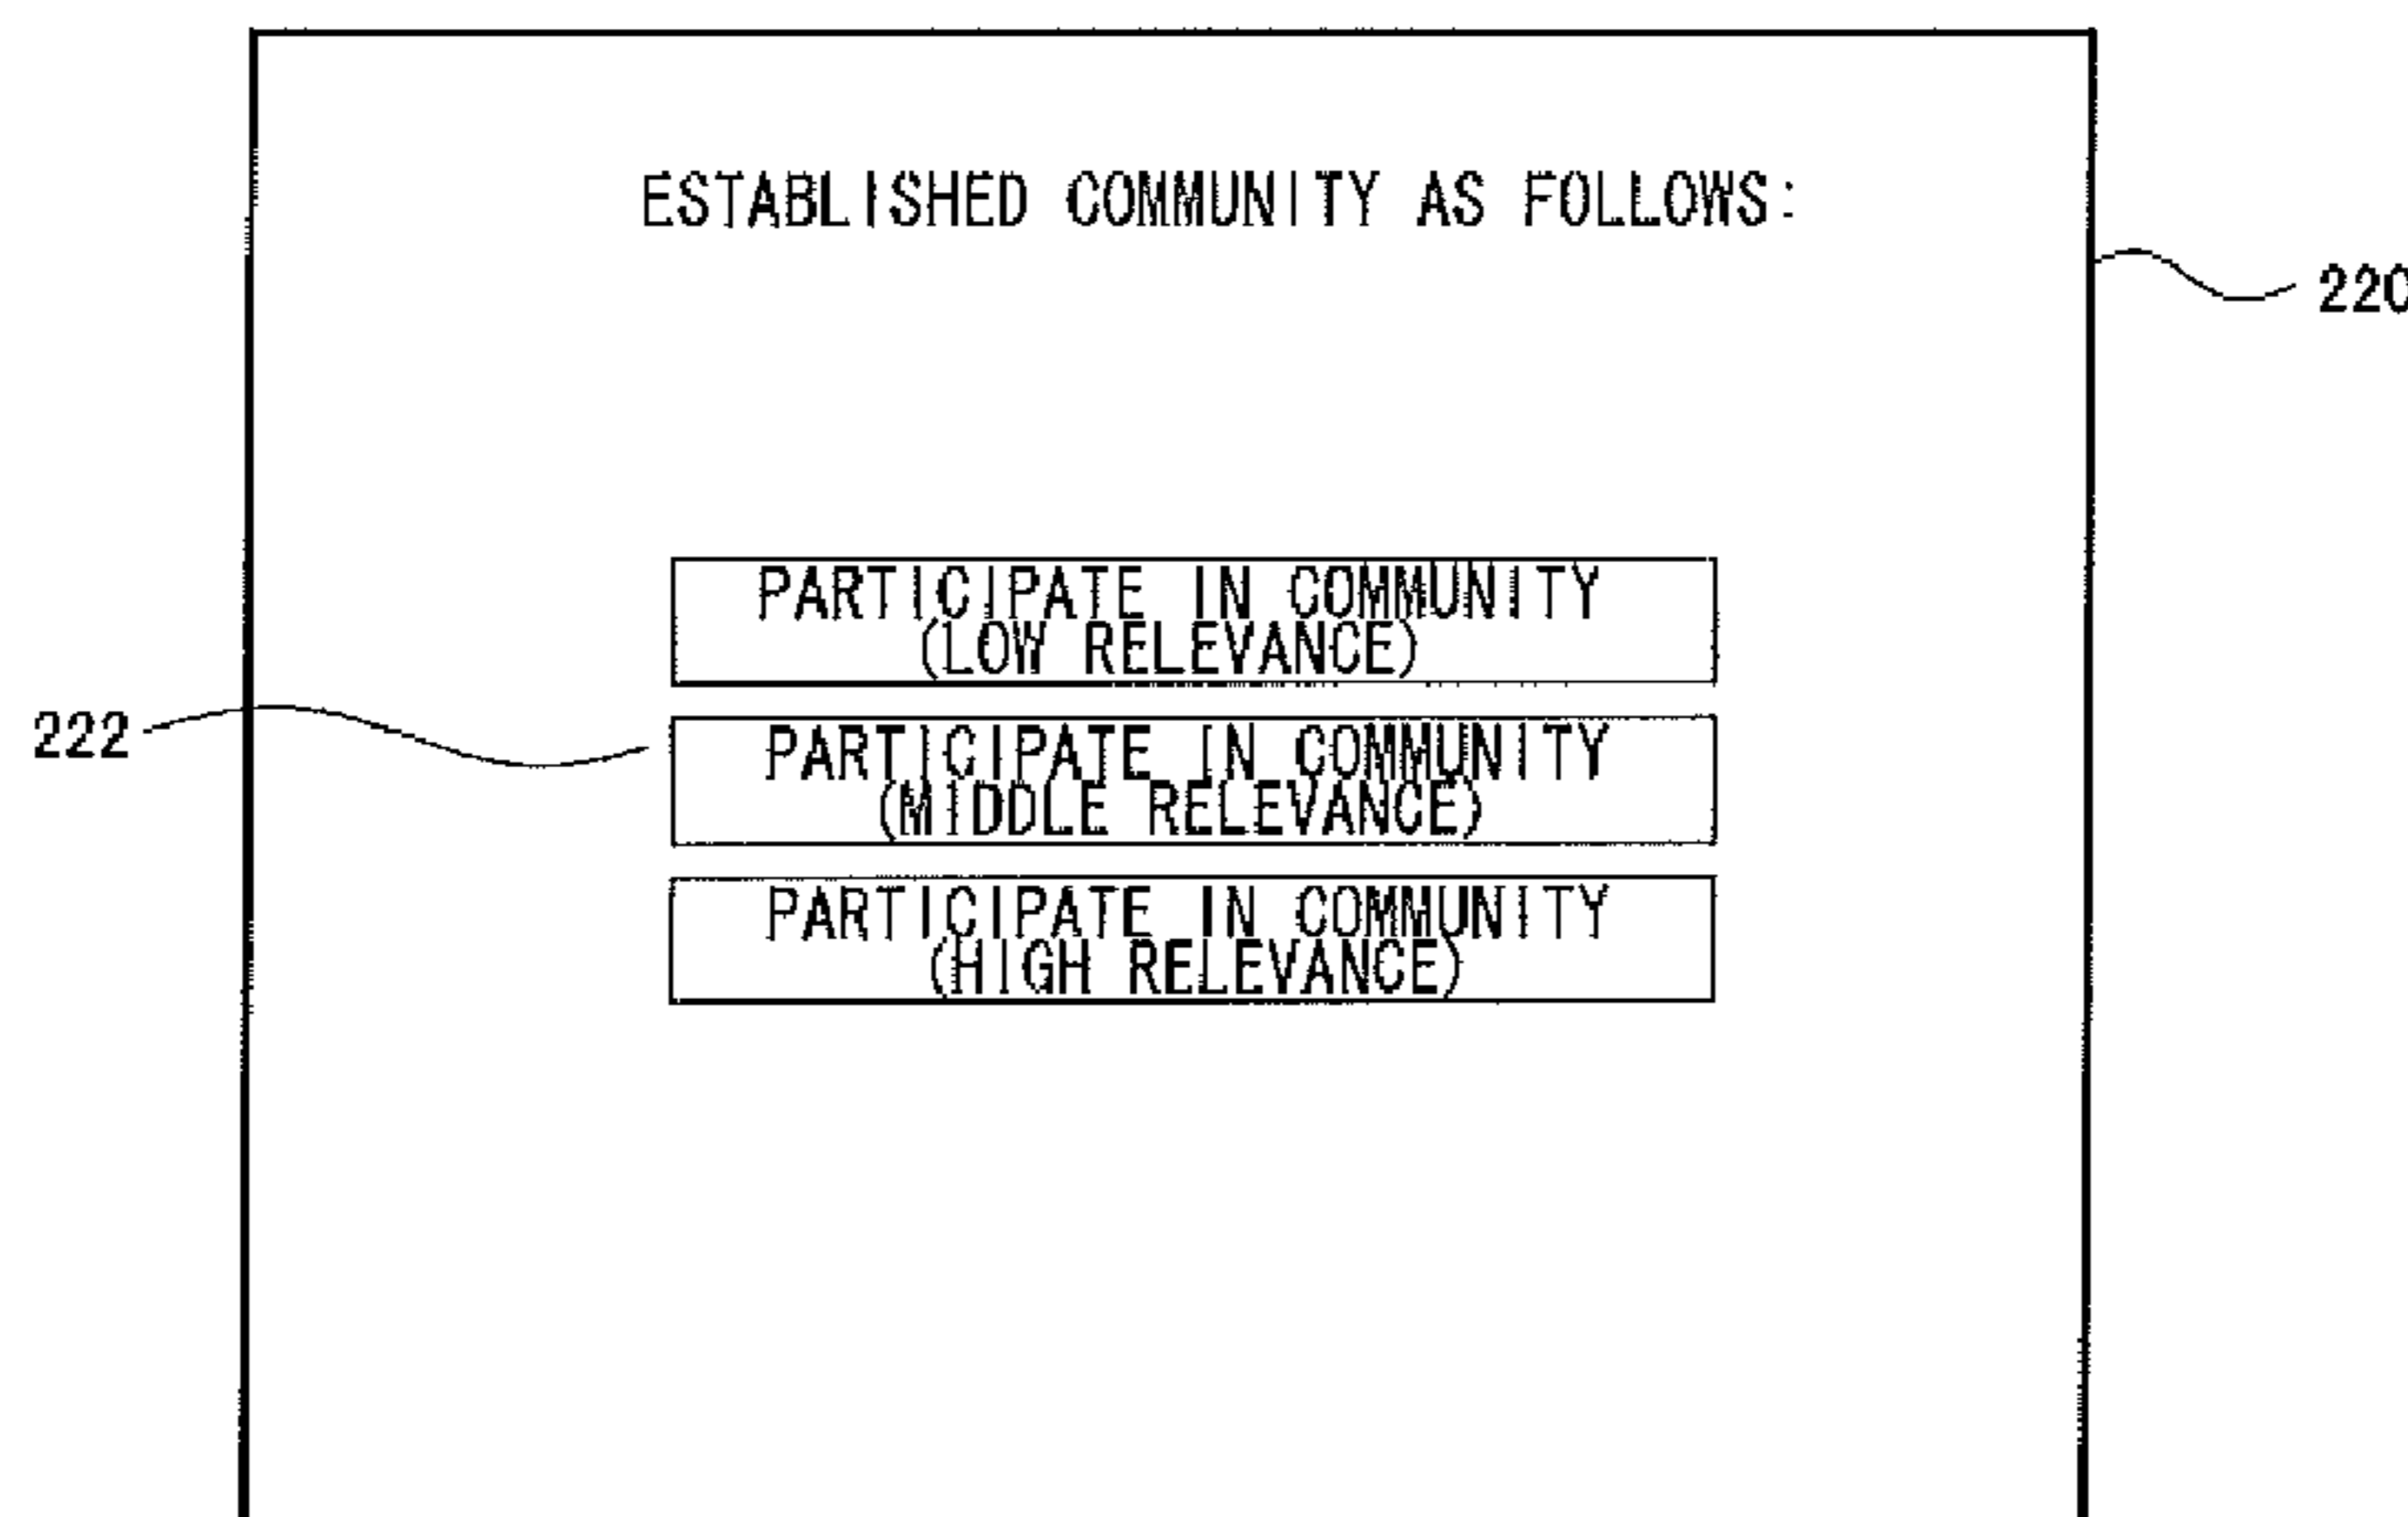 ESTABLISHED COMMUNITY AS FOLLOWS:
220
PARTICIPATE IN COMMUNITY
(LOW RELEVANCE)
222
PARTICIPATE IN COMMUNITY
(MIDDLE RELEVANCE)
PARTICIPATE IN COMMUNITY
(HIGH RELEVANCE)